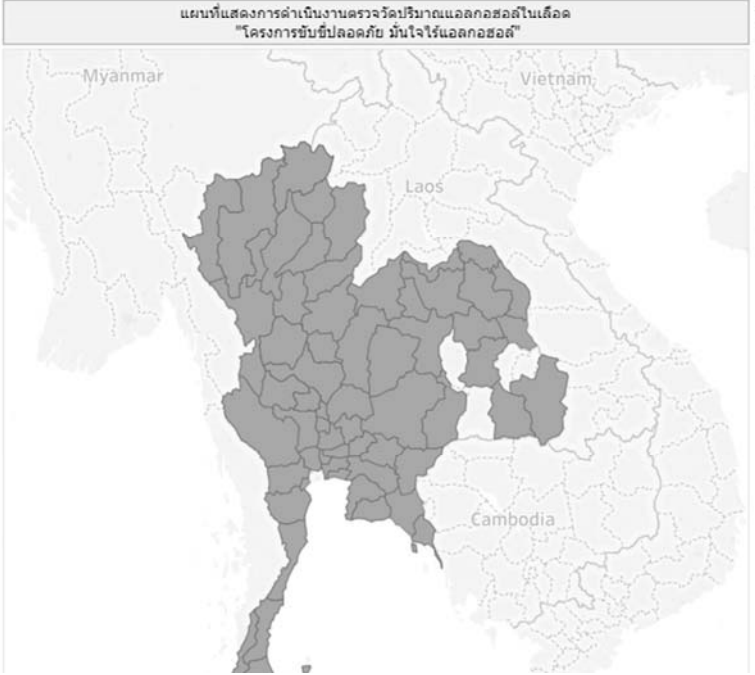 แผนที่แสดงการดำเนินงานตรวจวัดปริมาณแอลกอฮอล์ในเลือด
"โครงการขับขี่ปลอดภัย มั่นใจไร้แอลกอฮอล์"
Myanmar
Vietnam
Laos
Cambodia